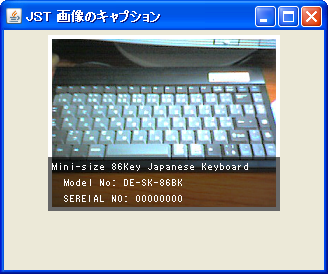 JST 画像のキャプション
Mini-size 86Key Japanese Keyboard
Model No: DE-SK-86BK
SEREIAL NO: 00000000